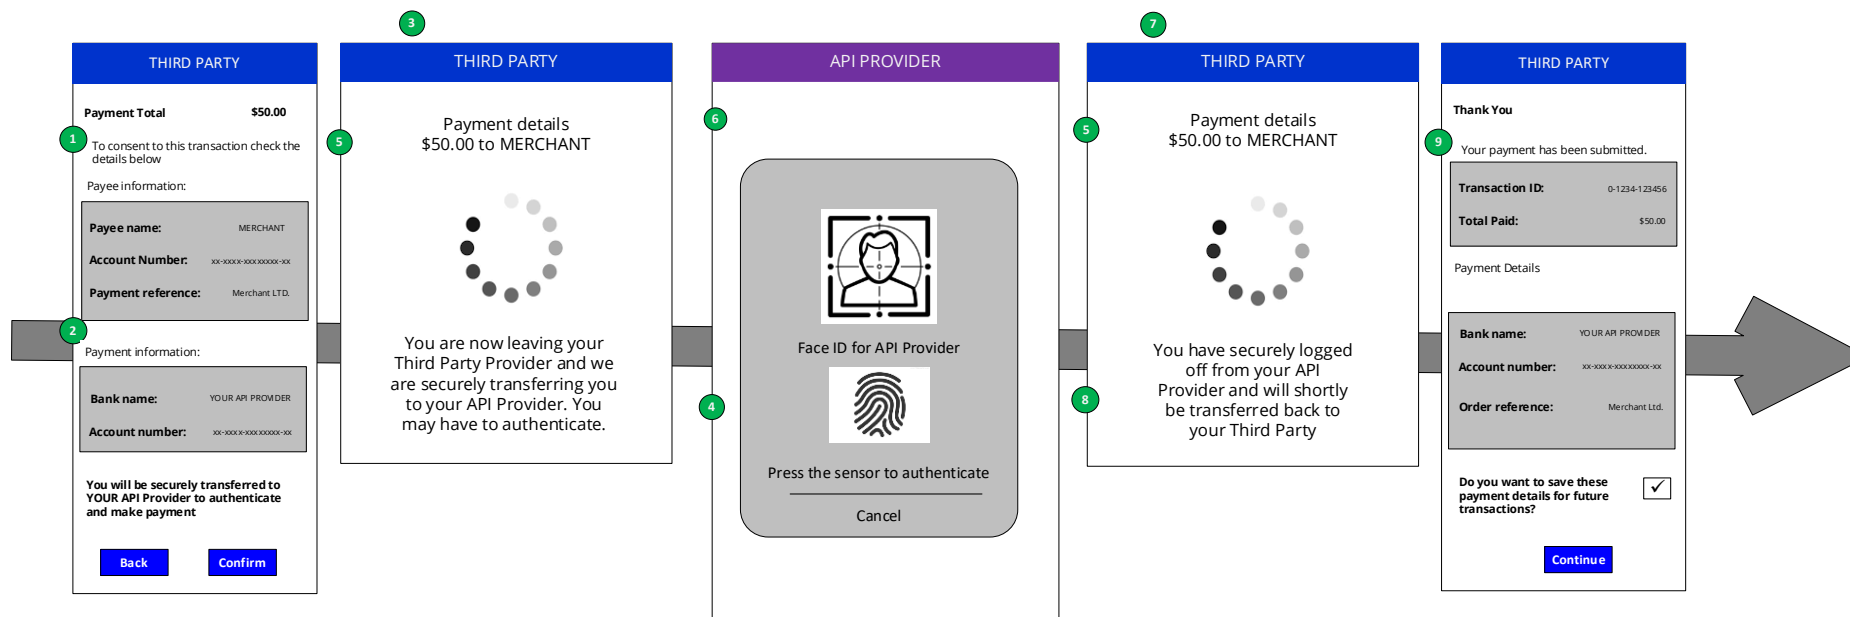 3
7
THIRD PARTY
Payment Total $50.00
1
To consent to this transaction check the
details below
Payee information:
Payee name: MERCHANT
Account Number: xx-xxxx-xxxxxxxx-xx
Payment reference: Merchant LTD.
2
Payment information:
Bank name: YOUR API PROVIDER
Account number: xx-xxxx-xxxxxxxx-xx
You will be securely transferred to
YOUR API Provider to authenticate
and make payment
Back Confirm
THIRD PARTY
Payment details
$50.00 to MERCHANT
5
You are now leaving your
Third Party Provider and we
are securely transferring you
to your API Provider. You
may have to authenticate.
API PROVIDER
6
Face ID for API Provider
4
Press the sensor to authenticate
Cancel
THIRD PARTY
Payment details
$50.00 to MERCHANT
5
You have securely logged
off from your API
Provider and will shortly
be transferred back to
your Third Party
8
THIRD PARTY
Thank You
9
Your payment has been submitted.
Transaction ID: 0-1234-123456
Total Paid: $50.00
Payment Details
Bank name: YOUR API PROVIDER
Account number: xx-xxxx-xxxxxxxx-xx
Order reference: Merchant Ltd.
Do you want to save these
payment details for future
transactions?
Continue